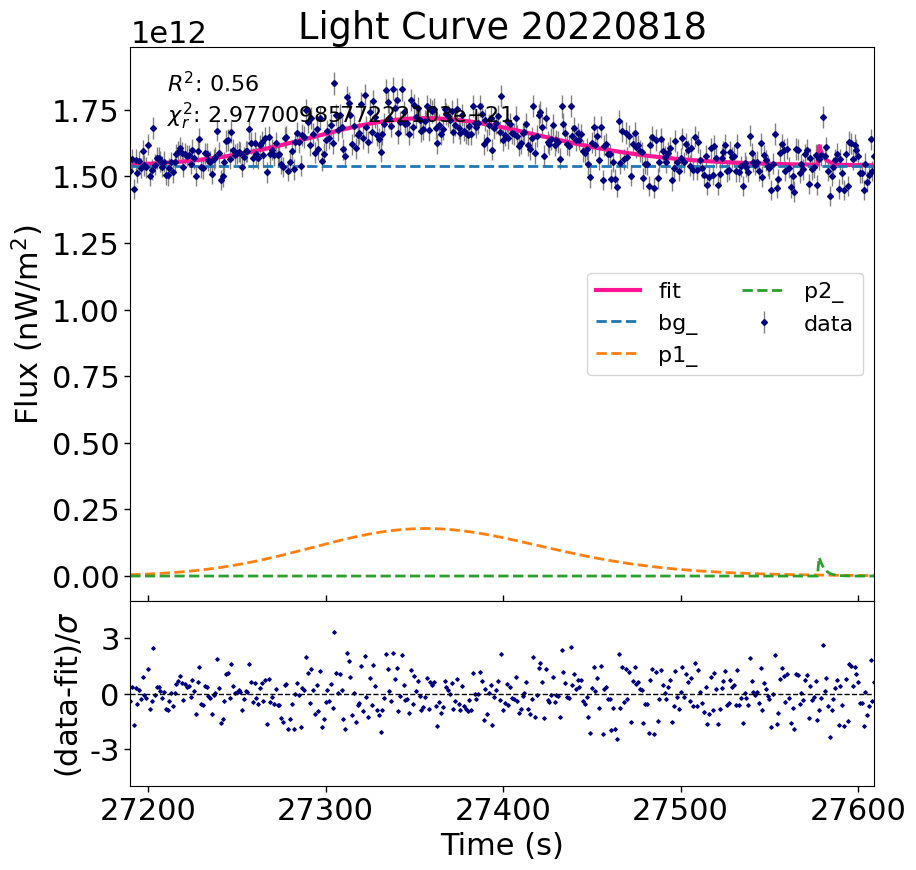 Light Curve 20220818
1e12
R²: 0.56
χ²ᵣ:
1.75
1.50
1.25
1.00
0.75
0.50
0.25
0.00
Flux (nW/m²)
fit
bg_
p1_
p2_
data
3
0
-3
(data-fit)/σ
27200 27300 27400 27500 27600
Time (s)